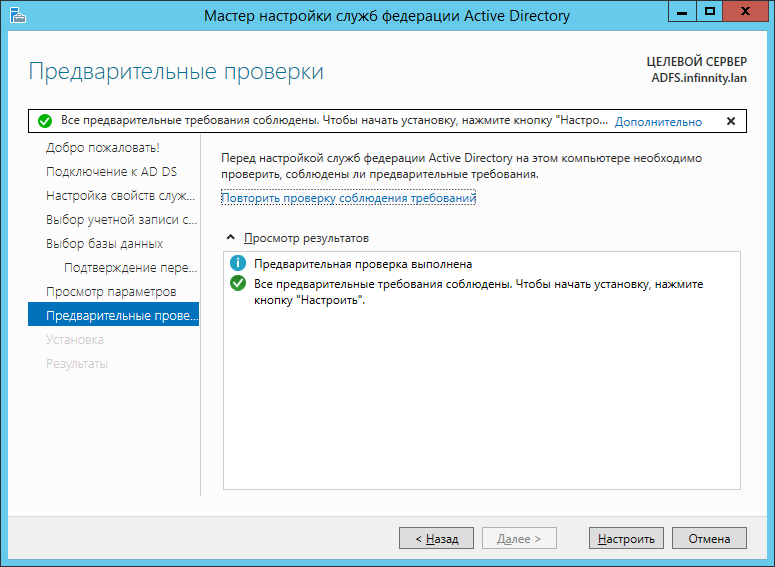 Мастер настройки служб федерации Active Directory
Предварительные проверки
ЦЕЛЕВОЙ СЕРВЕР
ADFS.infinnity.lan
Все предварительные требования соблюдены. Чтобы начать установку, нажмите кнопку "Настро... Дополнительно
Добро пожаловать!
Подключение к AD DS
Настройка свойств служ...
Выбор учетной записи с...
Выбор базы данных
Подтверждение пере...
Просмотр параметров
Предварительные прове...
Установка
Результаты
Перед настройкой служб федерации Active Directory на этом компьютере необходимо
проверить, соблюдены ли предварительные требования.
Повторить проверку соблюдения требований
Просмотр результатов
Предварительная проверка выполнена
Все предварительные требования соблюдены. Чтобы начать установку, нажмите
кнопку "Настроить".
< Назад Далее > Настроить Отмена